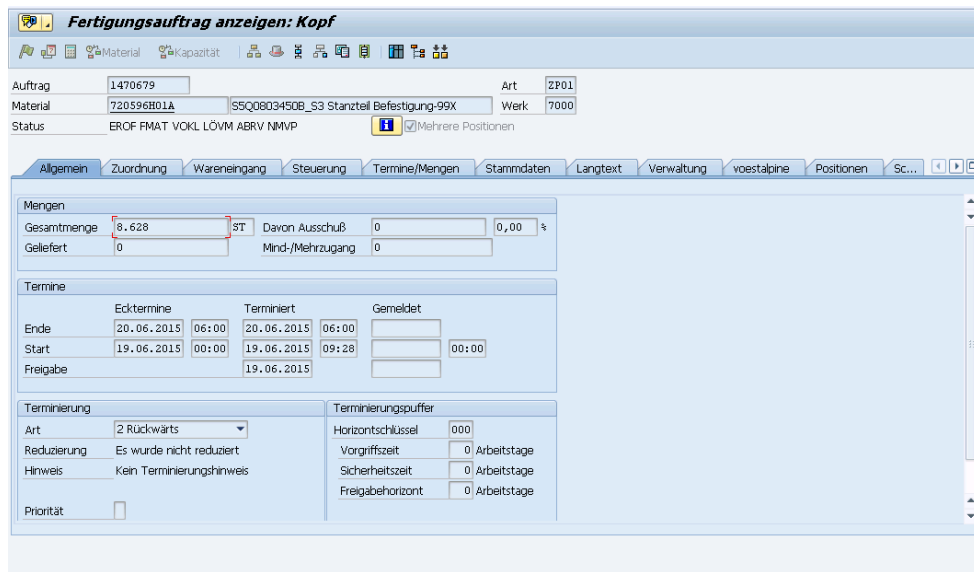 Fertigungsauftrag anzeigen: Kopf
Material Kapazität
Auftrag 1470679 Art ZP01
Material 720596H01A S5Q0803450B_S3 Stanzteil Befestigung-99X Werk 7000
Status EROF FMAT VOKL LÖVM ABRV NMVP Mehrere Positionen
Allgemein Zuordnung Wareneingang Steuerung Termine/Mengen Stammdaten Langtext Verwaltung voestalpine Positionen Sc...
Mengen
Gesamtmenge 8.628 ST Davon Ausschuß 0 0,00 %
Geliefert 0 Mind-/Mehrzugang 0
Termine
Ecktermine Terminiert Gemeldet
Ende 20.06.2015 06:00 20.06.2015 06:00
Start 19.06.2015 00:00 19.06.2015 09:28 00:00
Freigabe 19.06.2015
Terminierung
Art 2 Rückwärts
Reduzierung Es wurde nicht reduziert
Hinweis Kein Terminierungshinweis
Priorität
Terminierungspuffer
Horizontschlüssel 000
Vorgriffszeit 0 Arbeitstage
Sicherheitszeit 0 Arbeitstage
Freigabehorizont 0 Arbeitstage